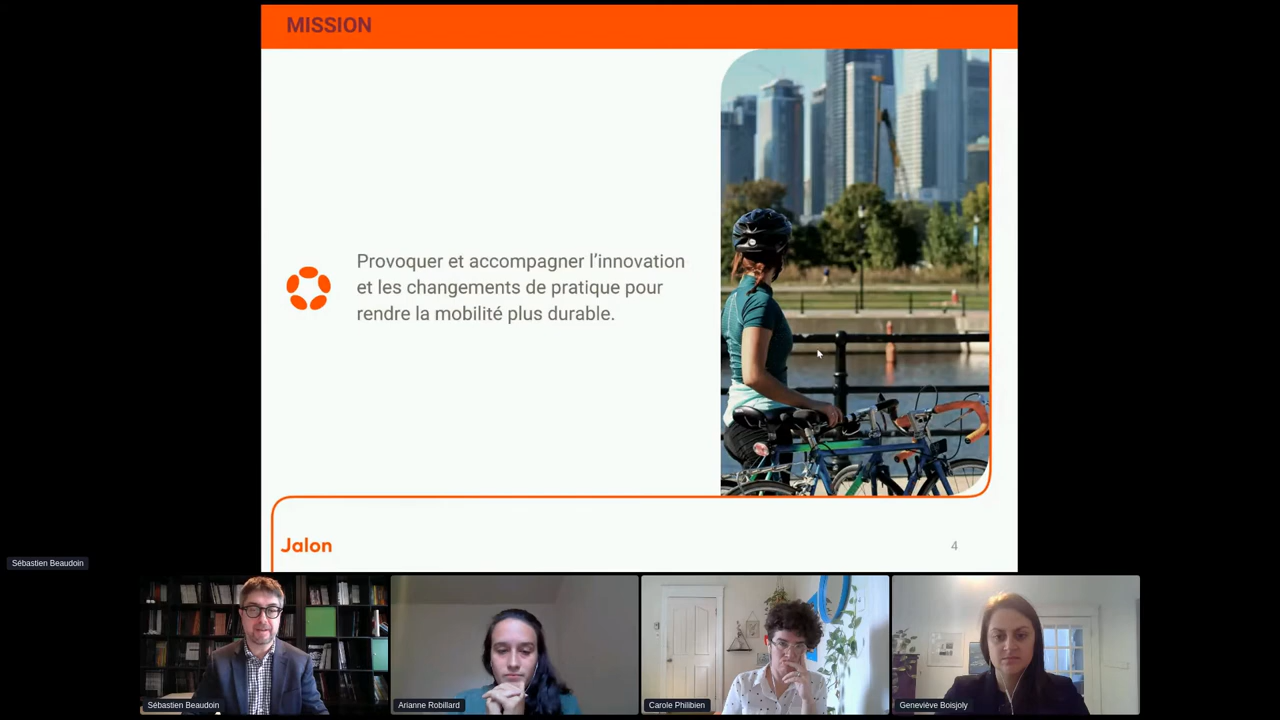 MISSION
Provoquer et accompagner l'innovation
et les changements de pratique pour
rendre la mobilité plus durable.
Jalon
4
Sébastien Beaudoin
Sébastien Beaudoin
Arianne Robillard
Carole Philibien
Geneviève Boisjoly